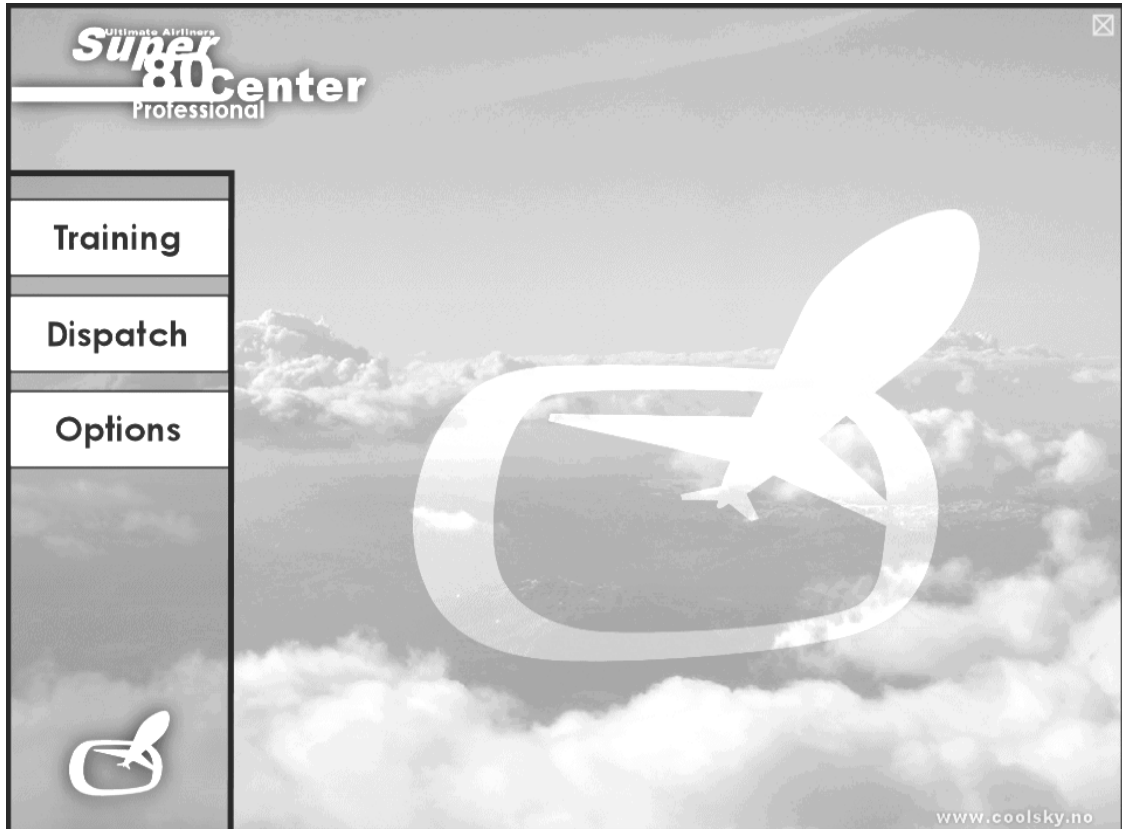 Ultimate Airliners
Super
80 Center
Professional
Training
Dispatch
Options
www.coolsky.no